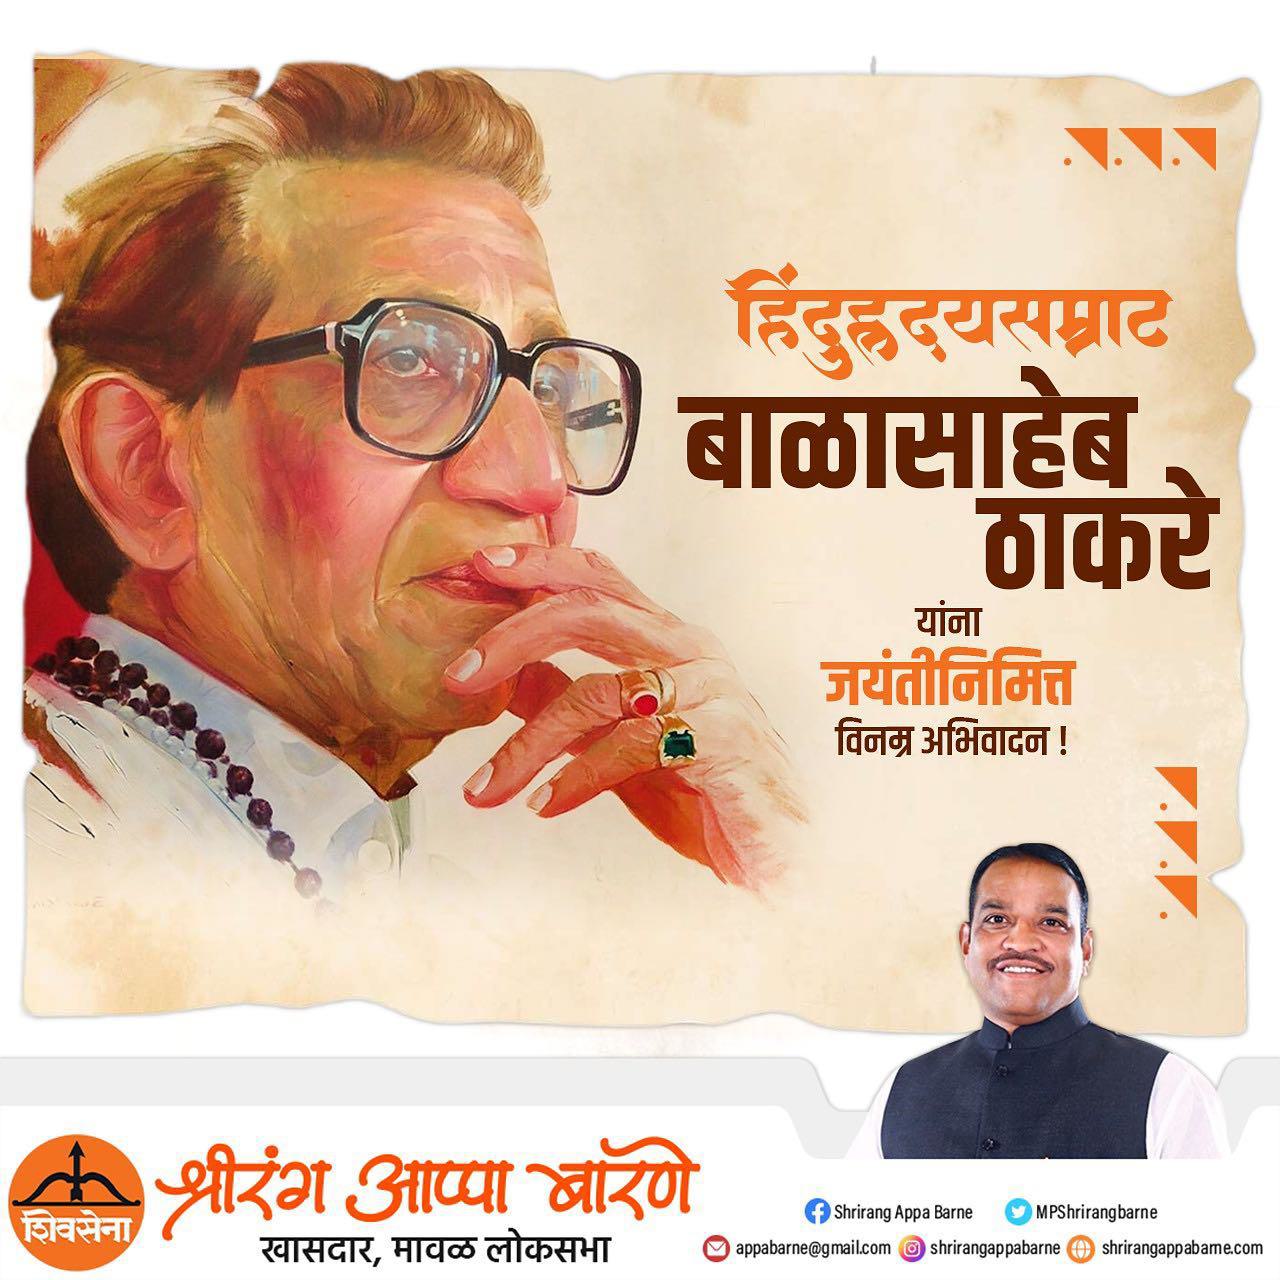 हिंदुह्रदयसम्राट
बाळासाहेब
ठाकरे
यांना
जयंतीनिमित्त
विनम्र अभिवादन !
शिवसेना
श्रीरंग आप्पा बारणे
खासदार, मावळ लोकसभा
Shrirang Appa Barne MPShrirangbarne
appabarne@gmail.com shrirangappabarne shrirangappabarne.com